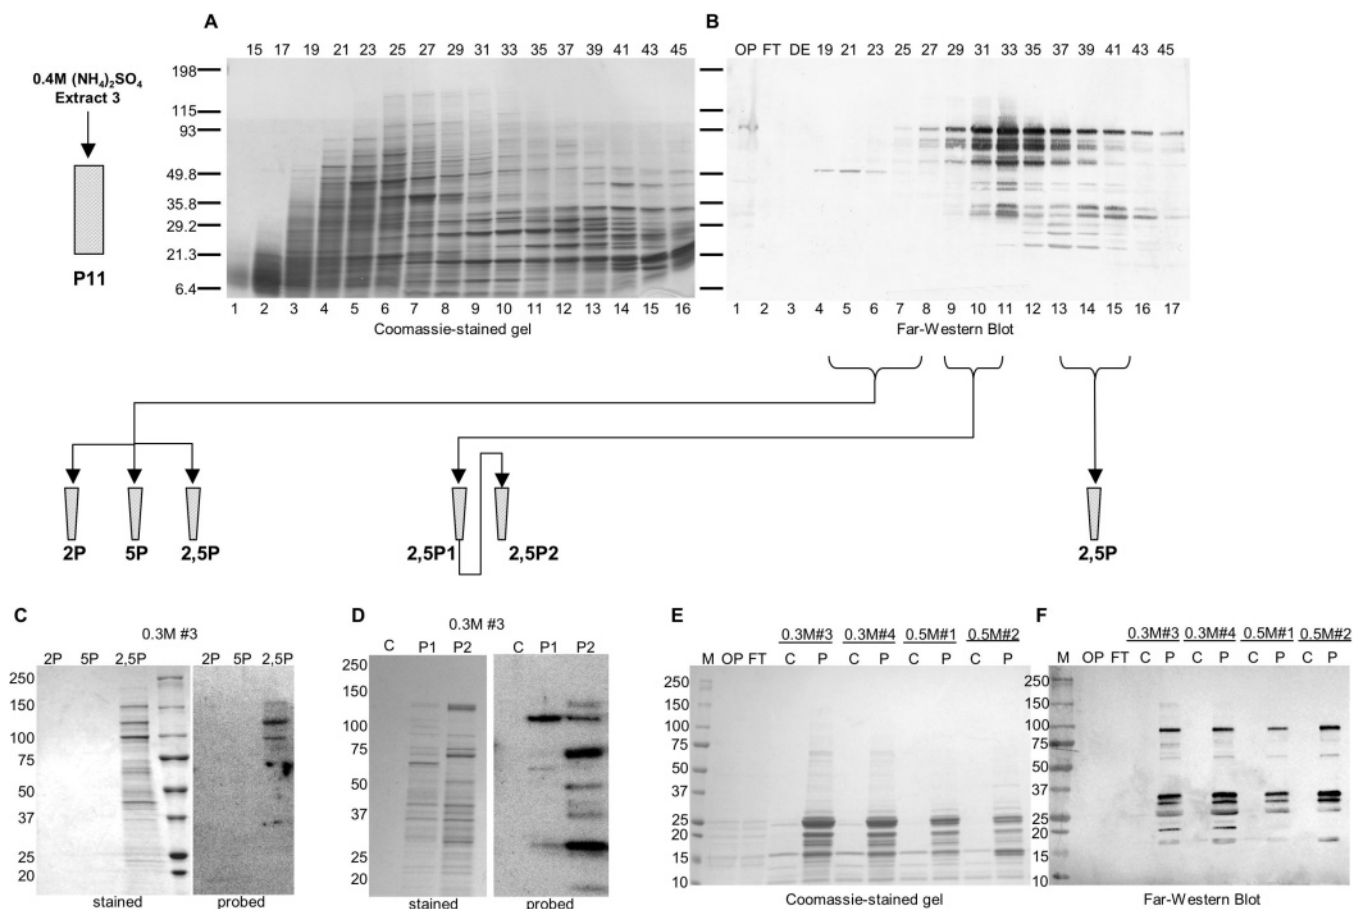 A
B
15 17 19 21 23 25 27 29 31 33 35 37 39 41 43 45
OP FT DE 19 21 23 25 27 29 31 33 35 37 39 41 43 45
0.4M (NH₄)₂SO₄
Extract 3
P11
198
115
93
49.8
35.8
29.2
21.3
6.4
1 2 3 4 5 6 7 8 9 10 11 12 13 14 15 16
Coomassie-stained gel
1 2 3 4 5 6 7 8 9 10 11 12 13 14 15 16 17
Far-Western Blot
2P 5P 2,5P
2,5P1 2,5P2
2,5P
C
0.3M #3
2P 5P 2,5P
2P 5P 2,5P
250
150
100
75
50
37
25
20
stained
probed
D
0.3M #3
C P1 P2
C P1 P2
250
150
100
75
50
37
25
20
stained
probed
E
0.3M#3 0.3M#4 0.5M#1 0.5M#2
M OP FT C P C P C P C P
250
150
100
75
50
37
25
20
15
10
Coomassie-stained gel
F
0.3M#3 0.3M#4 0.5M#1 0.5M#2
M OP FT C P C P C P C P
250
150
100
75
50
37
25
20
15
10
Far-Western Blot